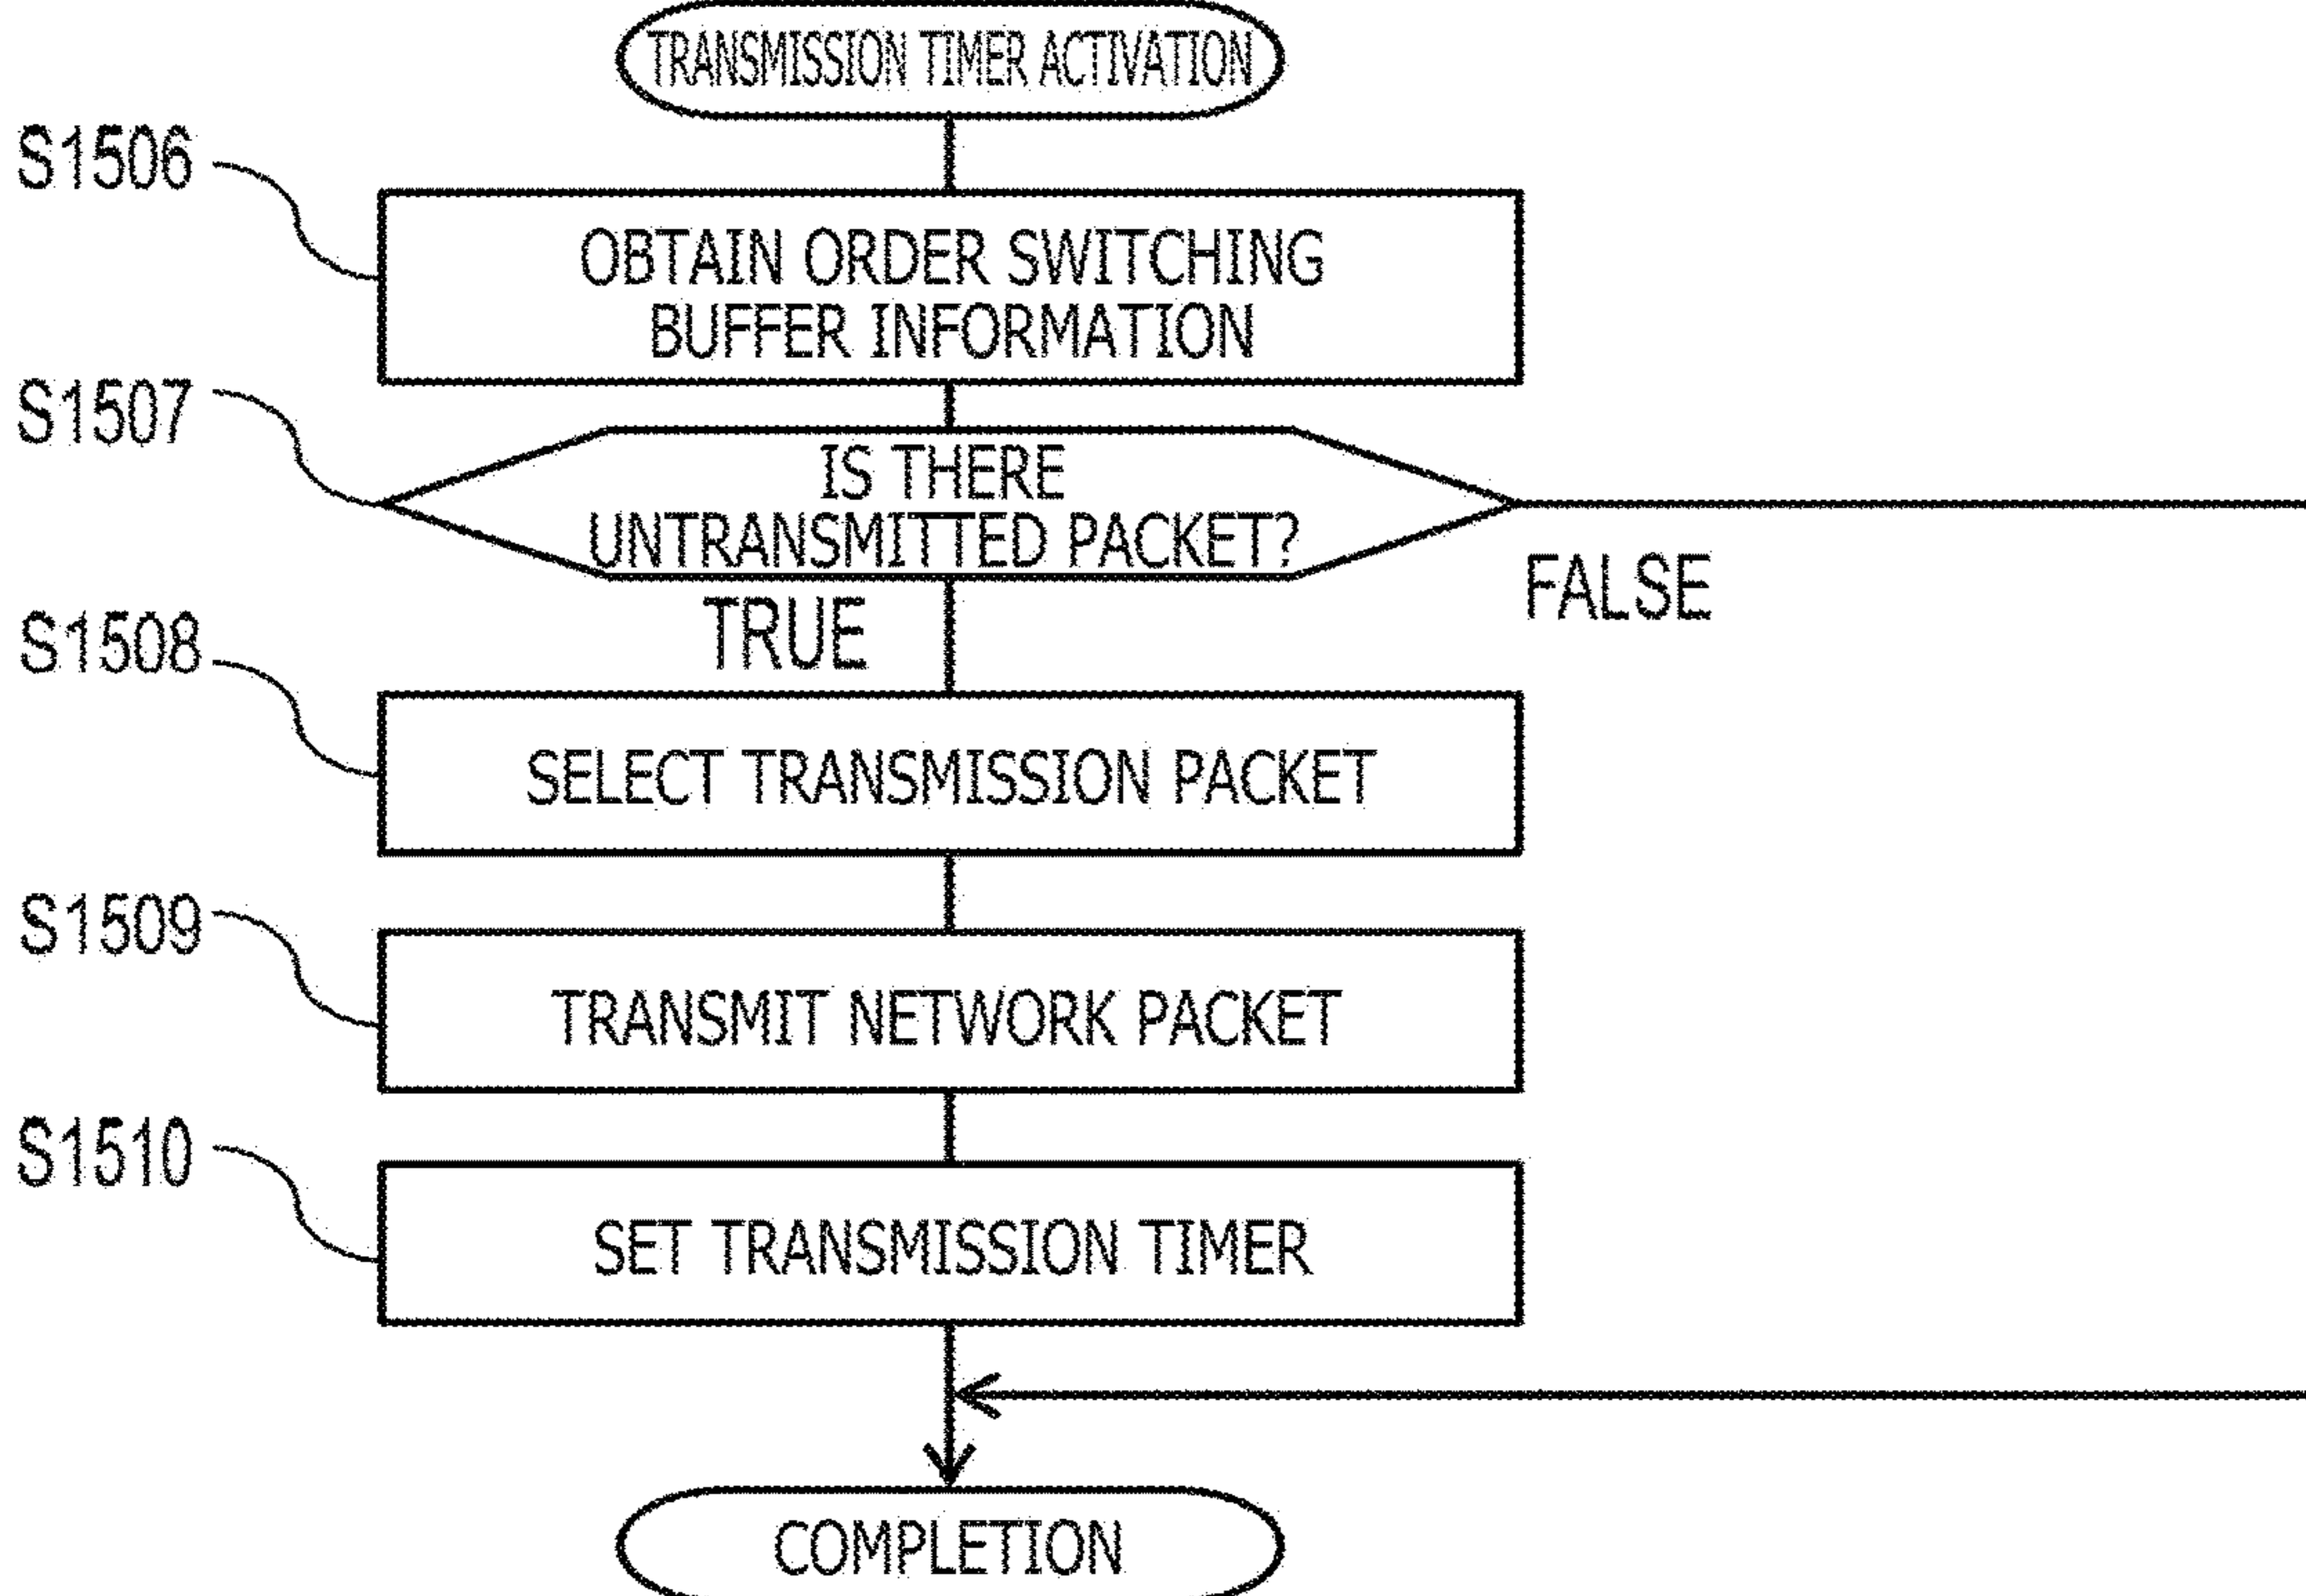 TRANSMISSION TIMER ACTIVATION
S1506
OBTAIN ORDER SWITCHING
BUFFER INFORMATION
S1507
IS THERE
UNTRANSMITTED PACKET?
FALSE
TRUE
S1508
SELECT TRANSMISSION PACKET
S1509
TRANSMIT NETWORK PACKET
S1510
SET TRANSMISSION TIMER
COMPLETION